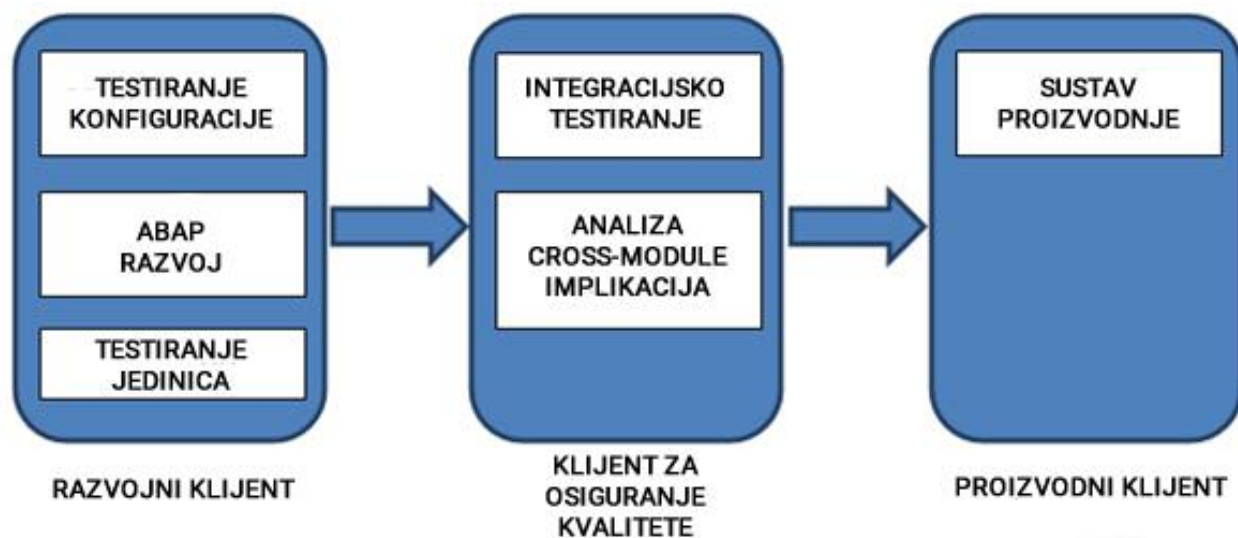 TESTIRANJE
KONFIGURACIJE
ABAP
RAZVOJ
TESTIRANJE
JEDINICA
RAZVOJNI KLIJENT
INTEGRACIJSKO
TESTIRANJE
ANALIZA
CROSS-MODULE
IMPLIKACIJA
KLIJENT ZA
OSIGURANJE
KVALITETE
SUSTAV
PROIZVODNJE
PROIZVODNI KLIJENT